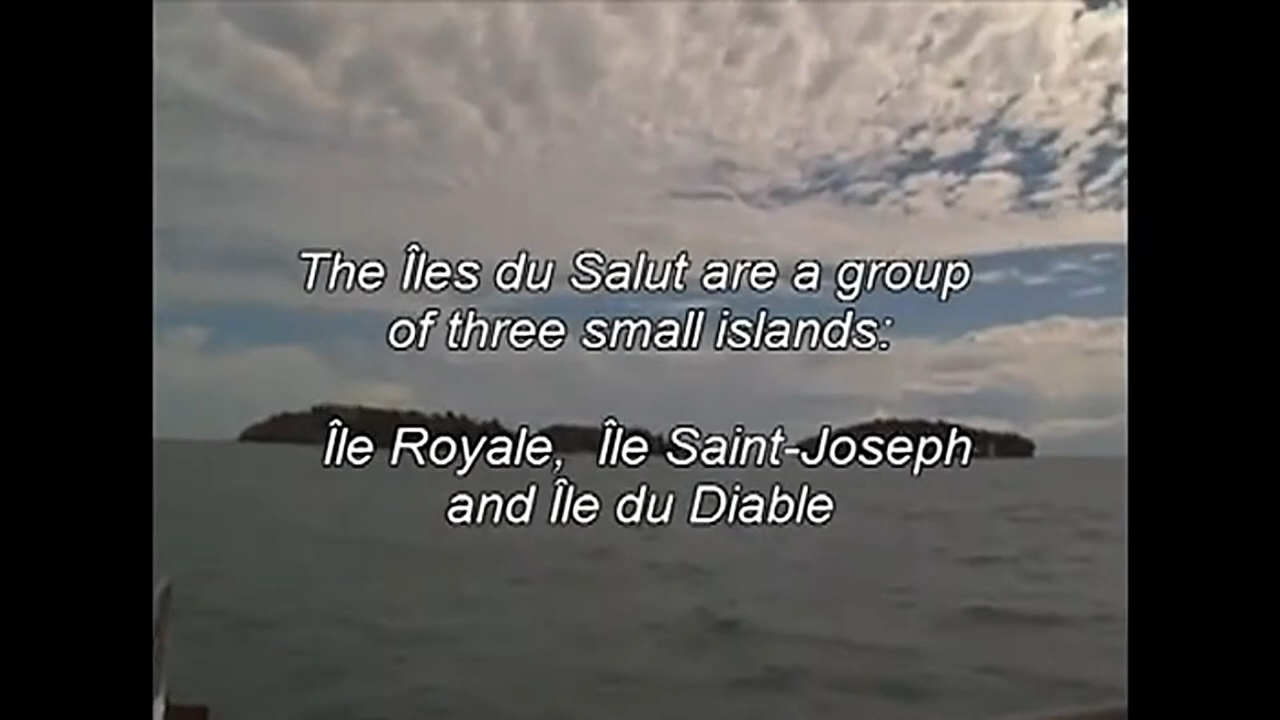 The Îles du Salut are a group
of three small islands:
Île Royale, Île Saint-Joseph
and Île du Diable